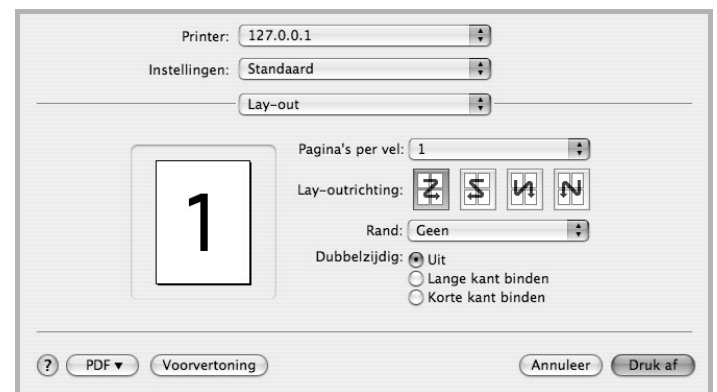 Printer: 127.0.0.1
Instellingen: Standaard
Lay-out
Pagina's per vel: 1
1
Lay-outrichting:
Rand: Geen
Dubbelzijdig: Uit
Lange kant binden
Korte kant binden
? PDF Voorvertoning Annuleer Druk af